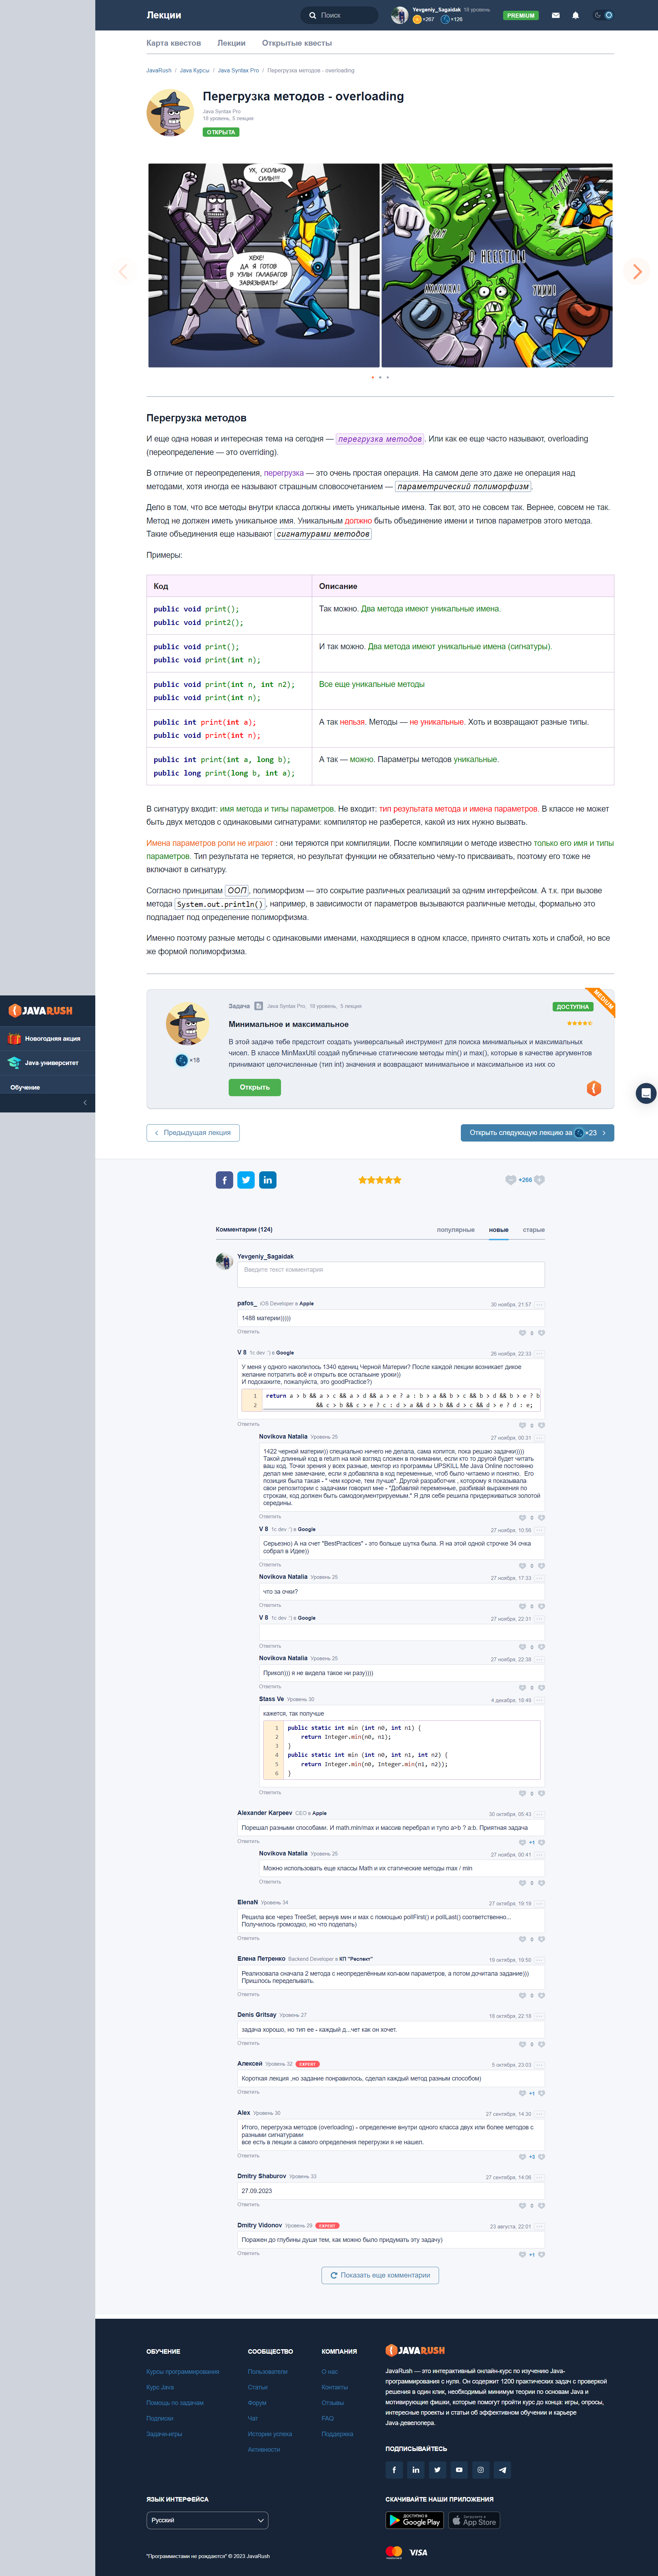 Лекции
Поиск
Yevgeniy_Sagaidak 18 уровень
×267 ×126
PREMIUM
Карта квестов Лекции Открытые квесты
JavaRush / Java Курсы / Java Syntax Pro / Перегрузка методов - overloading
Перегрузка методов - overloading
Java Syntax Pro
18 уровень, 5 лекция
ОТКРЫТА
УХ, СКОЛЬКО
СИЛЫ!!!
ХЕХЕ!
ДА Я ГОТОВ
В УЗЛЫ ГАЛАБАГОВ
ЗАВЯЗЫВАТЬ!
Перегрузка методов
И еще одна новая и интересная тема на сегодня — перегрузка методов. Или как ее еще часто называют, overloading
(переопределение — это overriding).
В отличие от переопределения, перегрузка — это очень простая операция. На самом деле это даже не операция над
методами, хотя иногда ее называют страшным словосочетанием — параметрический полиморфизм.
Дело в том, что все методы внутри класса должны иметь уникальные имена. Так вот, это не совсем так. Вернее, совсем не так.
Метод не должен иметь уникальное имя. Уникальным должно быть объединение имени и типов параметров этого метода.
Такие объединения еще называют сигнатурами методов
Примеры:
Код Описание
public void print();
public void print2();
Так можно. Два метода имеют уникальные имена.
public void print();
public void print(int n);
И так можно. Два метода имеют уникальные имена (сигнатуры).
public void print(int n, int n2);
public void print(int n);
Все еще уникальные методы
public int print(int a);
public void print(int n);
А так нельзя. Методы — не уникальные. Хоть и возвращают разные типы.
public int print(int a, long b);
public long print(long b, int a);
А так — можно. Параметры методов уникальные.
В сигнатуру входит: имя метода и типы параметров. Не входит: тип результата метода и имена параметров. В классе не может
быть двух методов с одинаковыми сигнатурами: компилятор не разберется, какой из них нужно вызвать.
Имена параметров роли не играют : они теряются при компиляции. После компиляции о методе известно только его имя и типы
параметров. Тип результата не теряется, но результат функции не обязательно чему-то присваивать, поэтому его тоже не
включают в сигнатуру.
Согласно принципам ООП, полиморфизм — это сокрытие различных реализаций за одним интерфейсом. А т.к. при вызове
метода System.out.println(), например, в зависимости от параметров вызываются различные методы, формально это
подпадает под определение полиморфизма.
Именно поэтому разные методы с одинаковыми именами, находящиеся в одном классе, принято считать хоть и слабой, но все
же формой полиморфизма.
JAVARUSH
Новогодняя акция
Java-университет
Обучение
Задача Java Syntax Pro, 18 уровень, 5 лекция
ДОСТУПНА
MEDIUM
Минимальное и максимальное
×18
В этой задаче тебе предстоит создать универсальный инструмент для поиска минимальных и максимальных
чисел. В классе MinMaxUtil создай публичные статические методы min() и max(), которые в качестве аргументов
принимают целочисленные (тип int) значения и возвращают минимальное и максимальное из них со
Открыть
Предыдущая лекция
Открыть следующую лекцию за ×23
+266
Комментарии (124)
популярные новые старые
Yevgeniy_Sagaidak
Введите текст комментария
pafos_ iOS Developer в Apple 30 ноября, 21:57
1488 материи)))))
Ответить 0
V 8 1c dev :') в Google 26 ноября, 22:33
У меня у одного накопилось 1340 едениц Черной Материи? После каждой лекции возникает дикое
желание потратить всё и открыть все остальыне уроки))
И подскажите, пожалуйста, это goodPractice?)
1 return a > b && a > c && a > d && a > e ? a : b > a && b > c && b > d && b > e ? b
2 && c > b && c > e ? c : d > a && d > b && d > c && d > e ? d : e;
Ответить 0
Novikova Natalia Уровень 25 27 ноября, 00:31
1422 черной материи)) специально ничего не делала, сама копится, пока решаю задачки))))
Такой длинный код в return на мой взгляд сложен в понимании, если кто то другой будет читать
ваш код. Точки зрения у всех разные, ментор из программы UPSKILL Me Java Online постоянно
делал мне замечание, если я добавляла в код переменные, чтоб было читаемо и понятно. Его
позиция была такая - " чем короче, тем лучше". Другой разработчик , которому я показывала
свои репозитории с задачами говорил мне - "Добавляй переменные, разбивай выражения по
строкам, код должен быть самодокументируемым." Я для себя решила придерживаться золотой
середины.
Ответить 0
V 8 1c dev :') в Google 27 ноября, 10:56
Серьезно) А на счет "BestPractices" - это больше шутка была. Я на этой одной строчке 34 очка
собрал в Идее))
Ответить 0
Novikova Natalia Уровень 25 27 ноября, 17:33
что за очки?
Ответить 0
V 8 1c dev :') в Google 27 ноября, 22:31
Ответить 0
Novikova Natalia Уровень 25 27 ноября, 22:38
Прикол))) я не видела такое ни разу))))
Ответить 0
Stass Ve Уровень 30 4 декабря, 18:49
кажется, так получше
1 public static int min (int n0, int n1) {
2 return Integer.min(n0, n1);
3 }
4 public static int min (int n0, int n1, int n2) {
5 return Integer.min(n0, Integer.min(n1, n2));
6 }
Ответить 0
Alexander Karpeev CEO в Apple 30 октября, 05:43
Порешал разными способами. И math.min/max и массив перебрал и тупо a>b ? a:b. Приятная задача
Ответить +1
Novikova Natalia Уровень 25 27 ноября, 00:41
Можно использовать еще классы Math и их статические методы max / min
Ответить 0
ElenaN Уровень 34 27 октября, 19:19
Решила все через TreeSet, вернув мин и мах с помощью pollFirst() и pollLast() соответственно...
Получилось громоздко, но что поделать)
Ответить 0
Елена Петренко Backend Developer в КП "Респект" 19 октября, 19:50
Реализовала сначала 2 метода с неопределённым кол-вом параметров, а потом дочитала задание)))
Пришлось переделывать.
Ответить 0
Denis Gritsay Уровень 27 18 октября, 22:18
задача хорошо, но тип ее - каждый д...чет как он хочет.
Ответить 0
Алексей Уровень 32 EXPERT 5 октября, 23:03
Короткая лекция ,но задание понравилось, сделал каждый метод разным способом)
Ответить +1
Alex Уровень 30 27 сентября, 14:30
Итого, перегрузка методов (overloading) - определение внутри одного класса двух или более методов с
разными сигнатурами
все есть в лекции а самого определения перегрузки я не нашел.
Ответить +3
Dmitry Shaburov Уровень 33 27 сентября, 14:06
27.09.2023
Ответить 0
Dmitry Vidonov Уровень 29 EXPERT 23 августа, 22:01
Поражен до глубины души тем, как можно было придумать эту задачу)
Ответить +1
Показать еще комментарии
ОБУЧЕНИЕ
Курсы программирования
Курс Java
Помощь по задачам
Подписки
Задачи-игры
СООБЩЕСТВО
Пользователи
Статьи
Форум
Чат
Истории успеха
Активности
КОМПАНИЯ
О нас
Контакты
Отзывы
FAQ
Поддержка
JAVARUSH
JavaRush — это интерактивный онлайн-курс по изучению Java-
программирования с нуля. Он содержит 1200 практических задач с проверкой
решения в один клик, необходимый минимум теории по основам Java и
мотивирующие фишки, которые помогут пройти курс до конца: игры, опросы,
интересные проекты и статьи об эффективном обучении и карьере
Java-девелопера.
ПОДПИСЫВАЙТЕСЬ
ЯЗЫК ИНТЕРФЕЙСА
Русский
СКАЧИВАЙТЕ НАШИ ПРИЛОЖЕНИЯ
ДОСТУПНО В
Google Play
Загрузите в
App Store
"Программистами не рождаются" © 2023 JavaRush
VISA